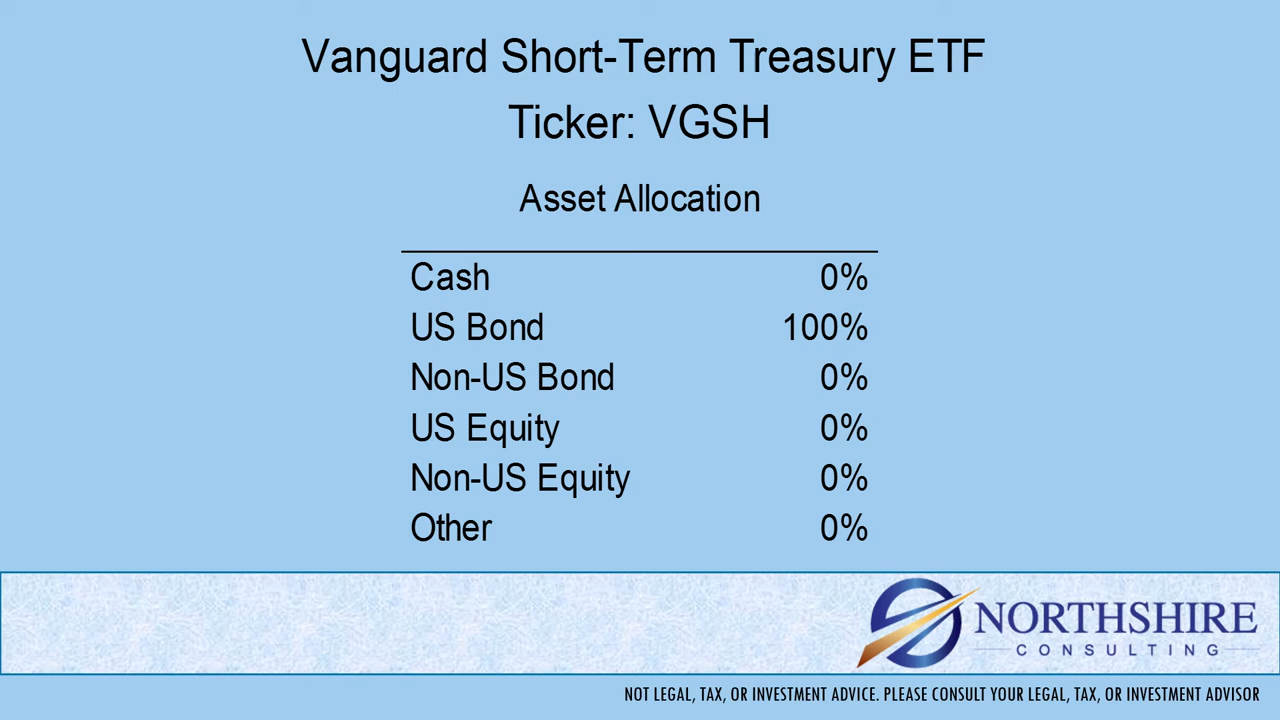 Vanguard Short-Term Treasury ETF
Ticker: VGSH
Asset Allocation
Cash 0%
US Bond 100%
Non-US Bond 0%
US Equity 0%
Non-US Equity 0%
Other 0%
NORTHSHIRE
CONSULTING
NOT LEGAL, TAX, OR INVESTMENT ADVICE. PLEASE CONSULT YOUR LEGAL, TAX, OR INVESTMENT ADVISOR